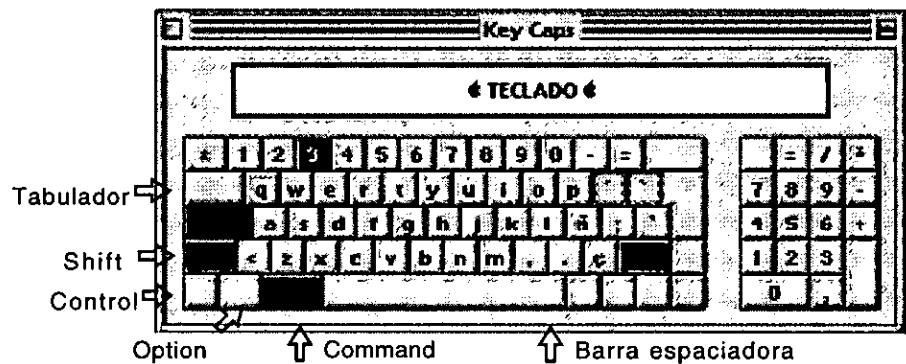 Key Caps
TECLADO
1 2 3 4 5 6 7 8 9 0 - = = / *
Tabulador q w e r t y u i o p ´ ` 7 8 9 -
a s d f g h j k l ñ ; 4 5 6 +
Shift < z x c v b n m , . ç 1 2 3
Control 0 ,
Option Command Barra espaciadora